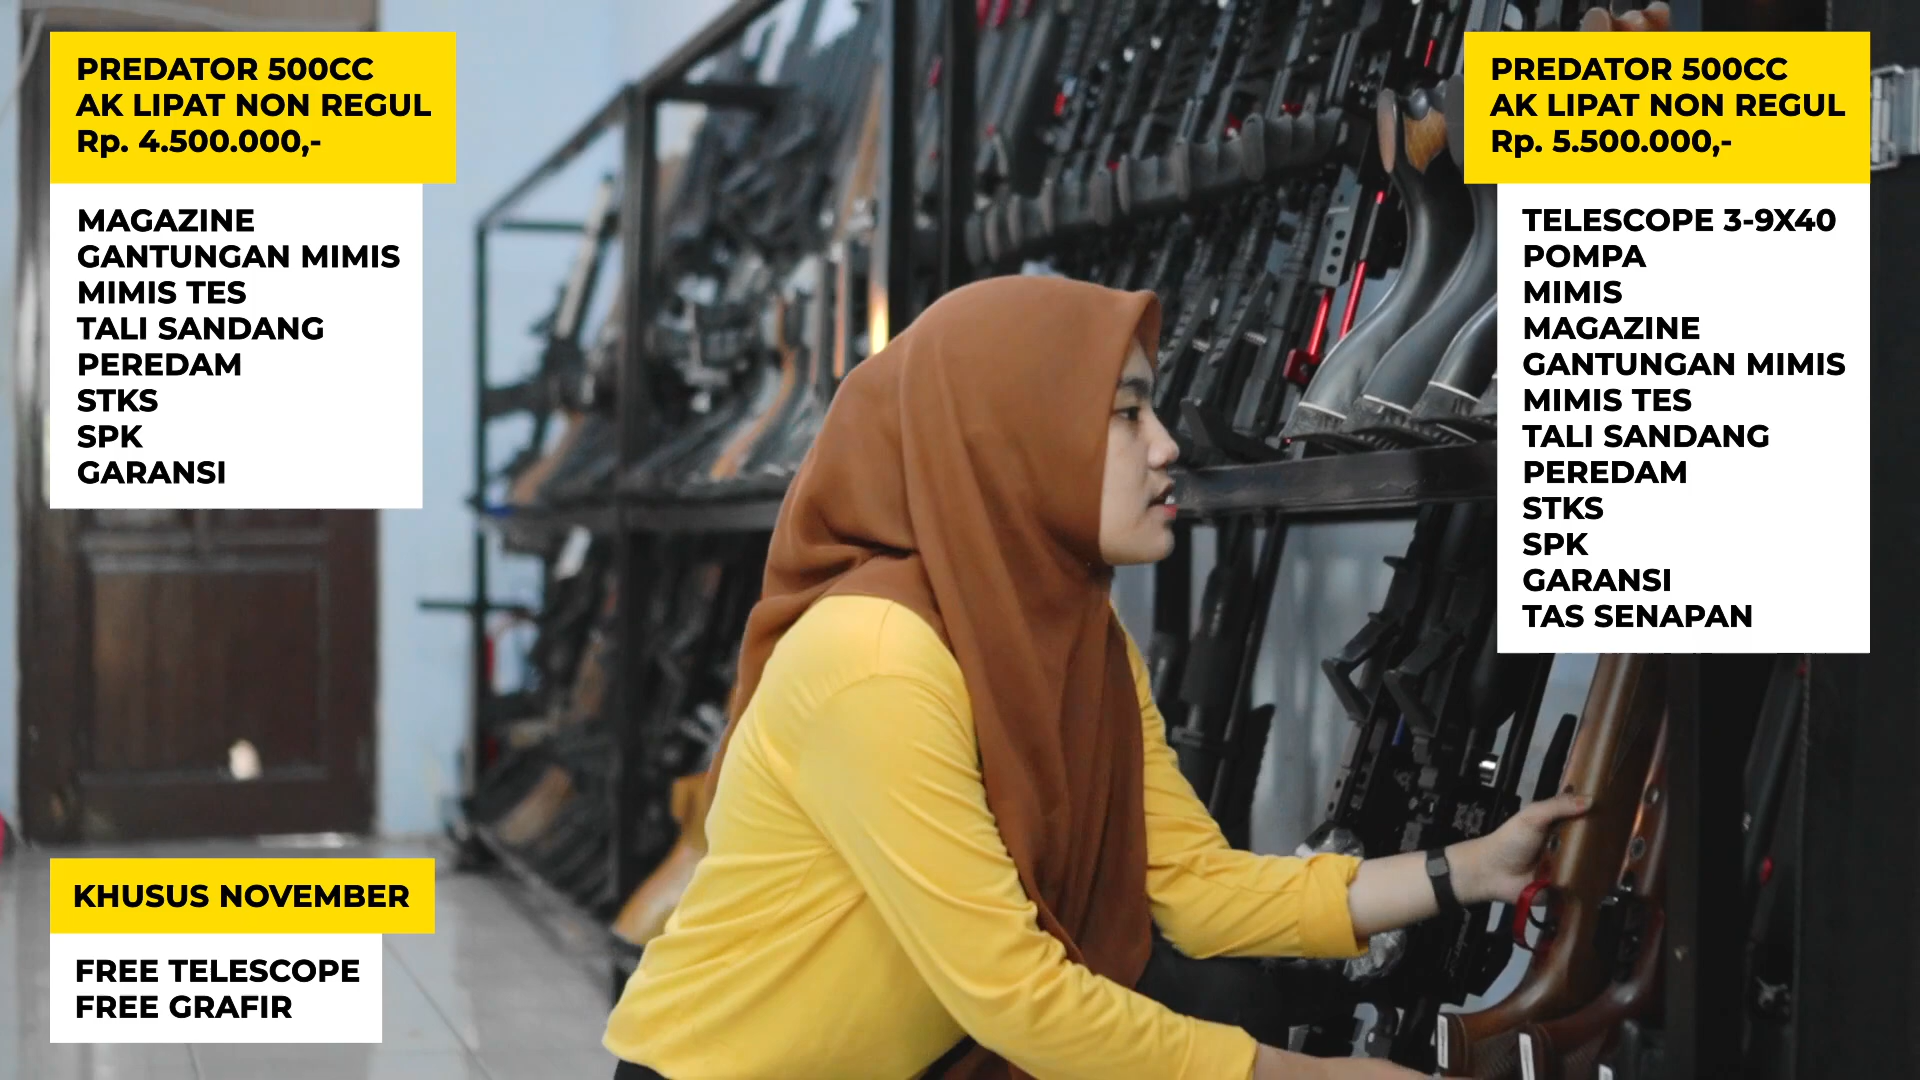 PREDATOR 500CC
AK LIPAT NON REGUL
Rp. 4.500.000,-
MAGAZINE
GANTUNGAN MIMIS
MIMIS TES
TALI SANDANG
PEREDAM
STKS
SPK
GARANSI
KHUSUS NOVEMBER
FREE TELESCOPE
FREE GRAFIR
PREDATOR 500CC
AK LIPAT NON REGUL
Rp. 5.500.000,-
TELESCOPE 3-9X40
POMPA
MIMIS
MAGAZINE
GANTUNGAN MIMIS
MIMIS TES
TALI SANDANG
PEREDAM
STKS
SPK
GARANSI
TAS SENAPAN